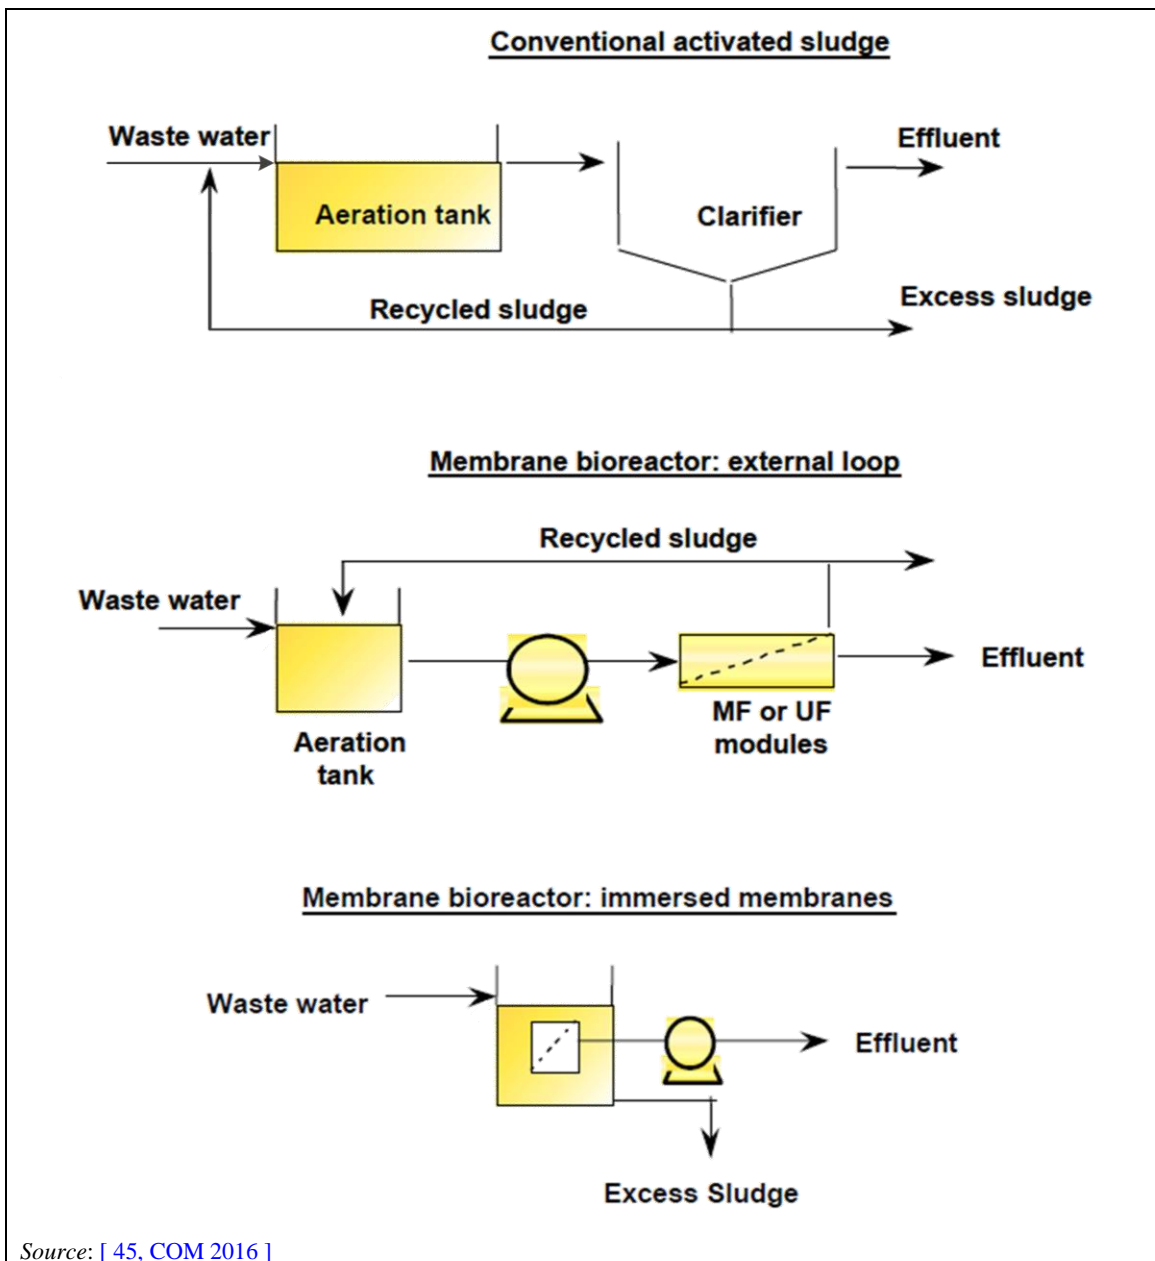 Conventional activated sludge
Waste water
Effluent
Aeration tank
Clarifier
Excess sludge
Recycled sludge
Membrane bioreactor: external loop
Recycled sludge
Waste water
Effluent
MF or UF
modules
Aeration
tank
Membrane bioreactor: immersed membranes
Waste water
Effluent
Excess Sludge
Source: [ 45, COM 2016 ]